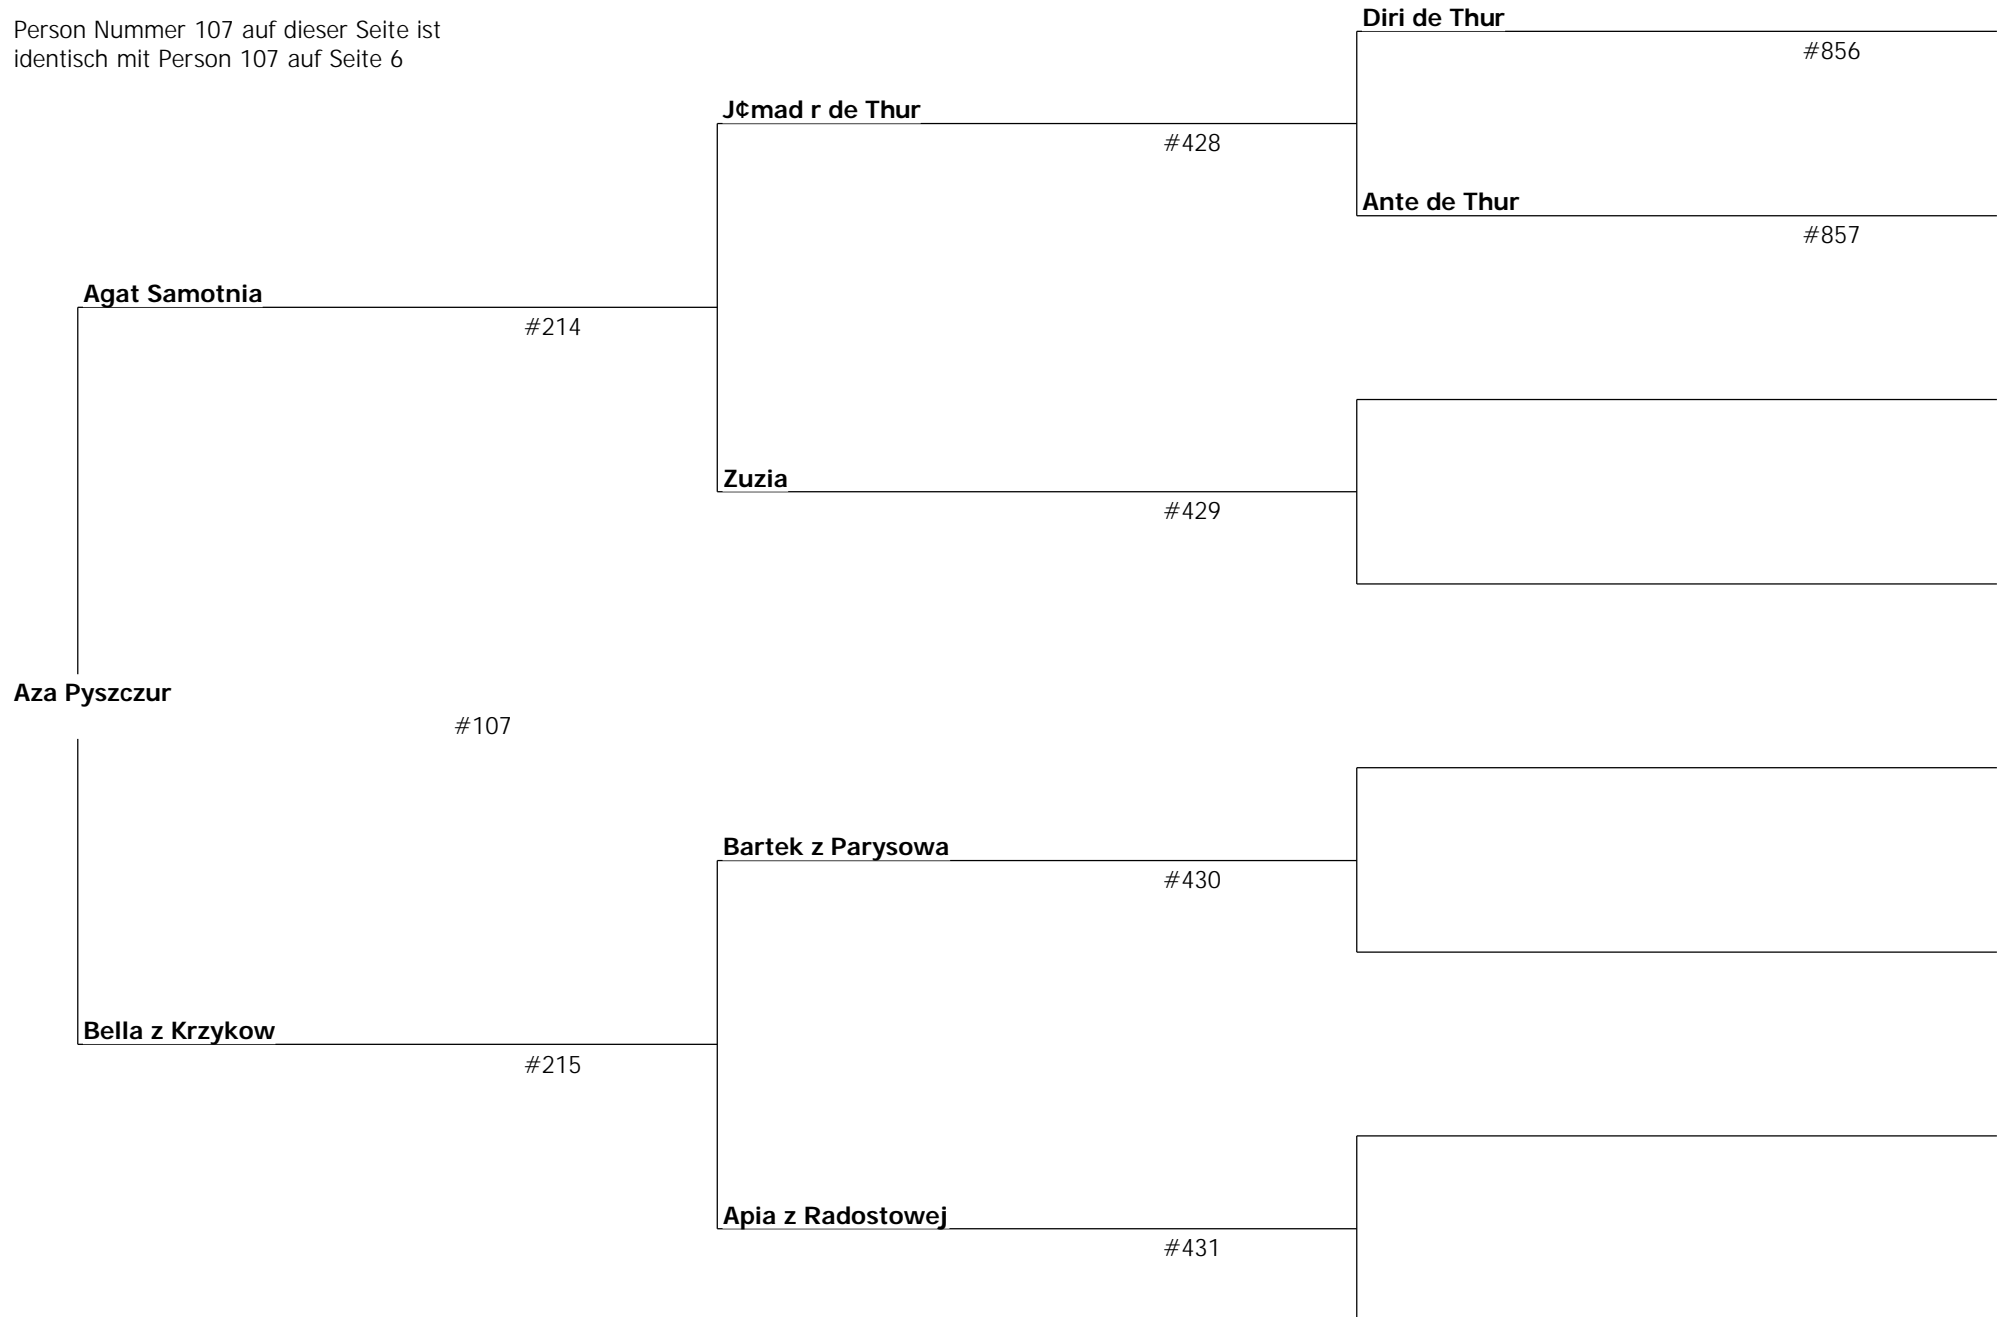 Person Nummer 107 auf dieser Seite ist
identisch mit Person 107 auf Seite 6
Diri de Thur
#856
J¢mad r de Thur
#428
Ante de Thur
#857
Agat Samotnia
#214
Zuzia
#429
Aza Pyszczur
#107
Bartek z Parysowa
#430
Bella z Krzykow
#215
Apia z Radostowej
#431